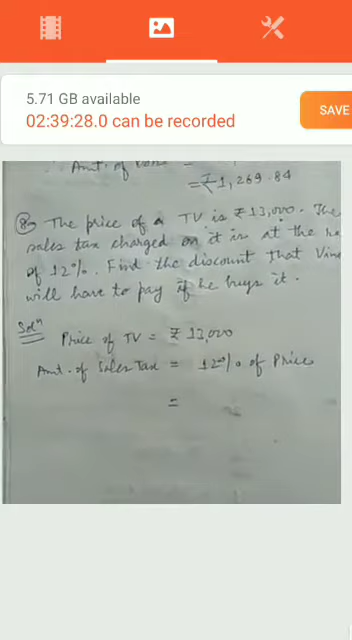 5.71 GB available
02:39:28.0 can be recorded
SAVE
Amt. of
= ₹1,269.84
8 The price of a TV is ₹13,000. The
sales tax charged on it is at the
of 12%. Find the discount that
will have to pay if he buys it.
Solⁿ
Price of TV = ₹ 13,000
Amt. of Sales Tax = 12% of Price
=